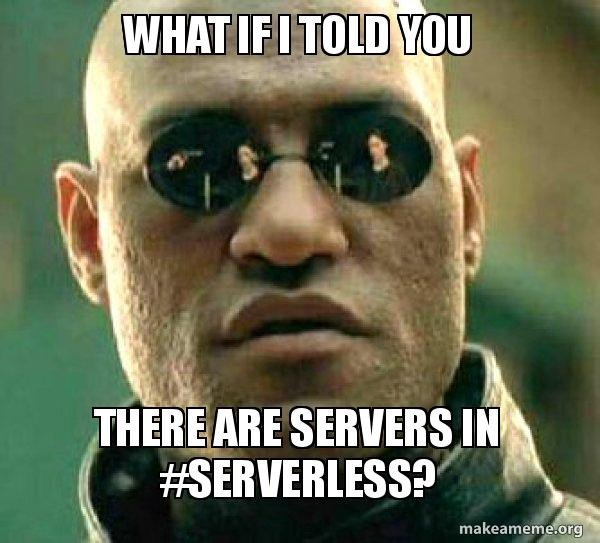 WHAT IF I TOLD YOU
THERE ARE SERVERS IN
#SERVERLESS?
makeameme.org